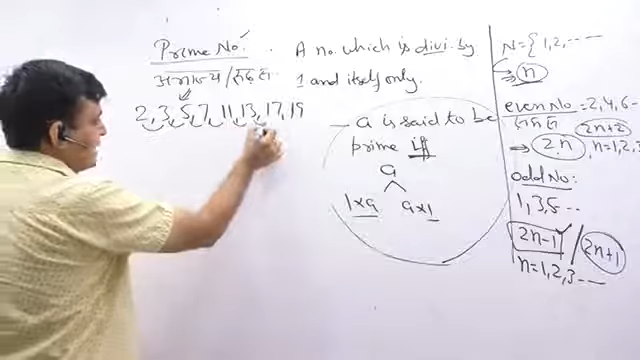 Prime No.
A no. which is divi. by
अभाज्य / रूढ़ सं.
1 and itself only.
2, 3, 5, 7, 11, 13, 17, 19
— a is said to be
prime iff
a
1×a a×1
N = {1, 2, -----
n
even No = 2, 4, 6-
2n+2
→ 2n , n=1,2,3
odd No:
1, 3, 5 --
2n-1 / 2n+1
n=1,2,3----